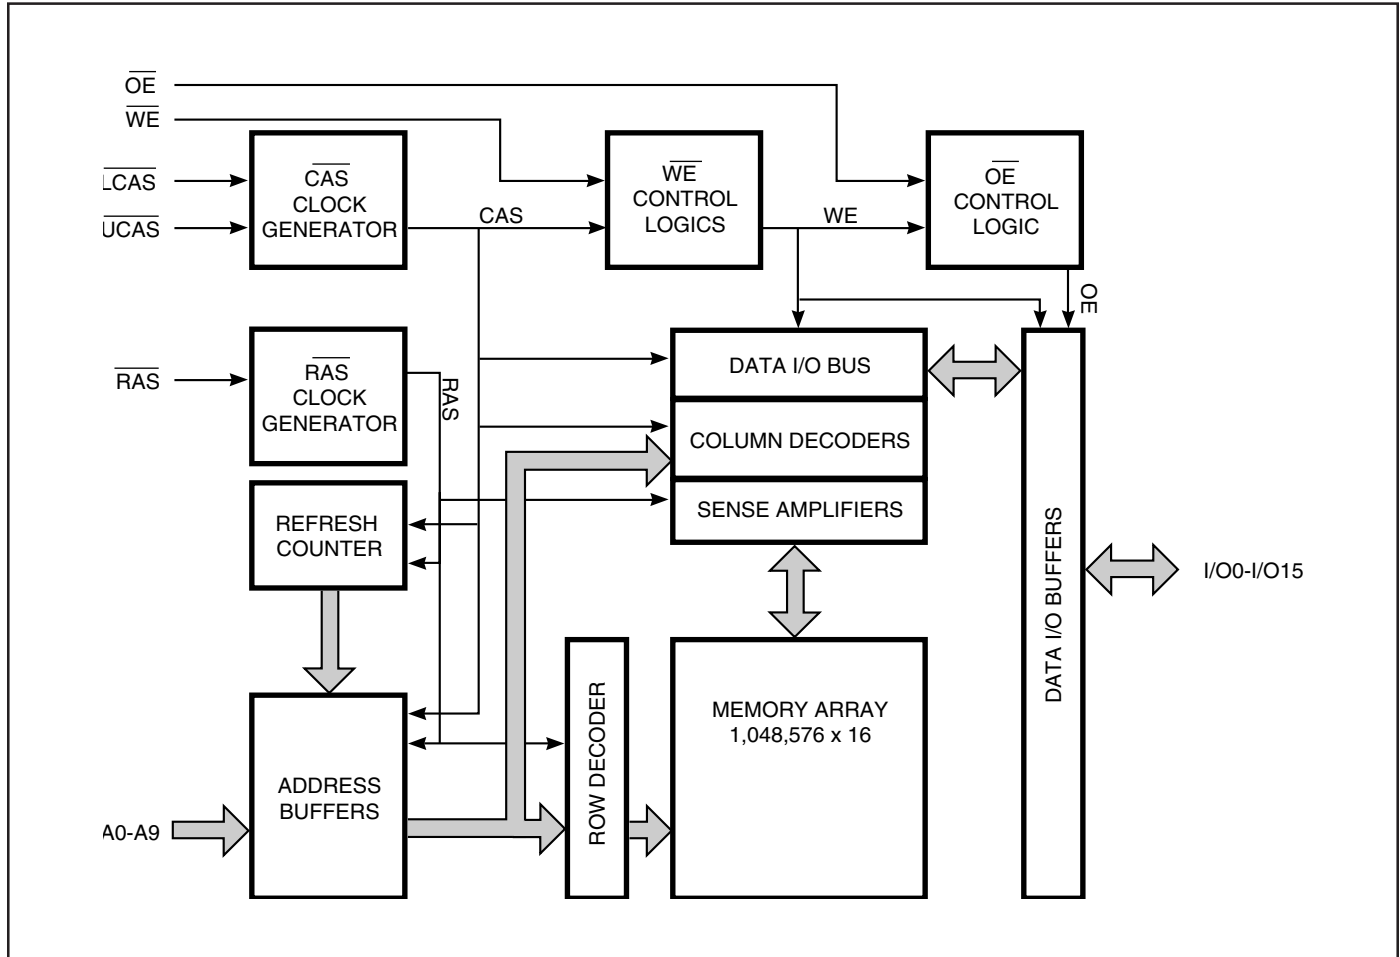 OE
WE
LCAS
UCAS
CAS
CLOCK
GENERATOR
CAS
WE
CONTROL
LOGICS
WE
OE
CONTROL
LOGIC
OE
RAS
RAS
CLOCK
GENERATOR
RAS
DATA I/O BUS
COLUMN DECODERS
SENSE AMPLIFIERS
REFRESH
COUNTER
DATA I/O BUFFERS
I/O0-I/O15
ROW DECODER
MEMORY ARRAY
1,048,576 x 16
ADDRESS
BUFFERS
A0-A9